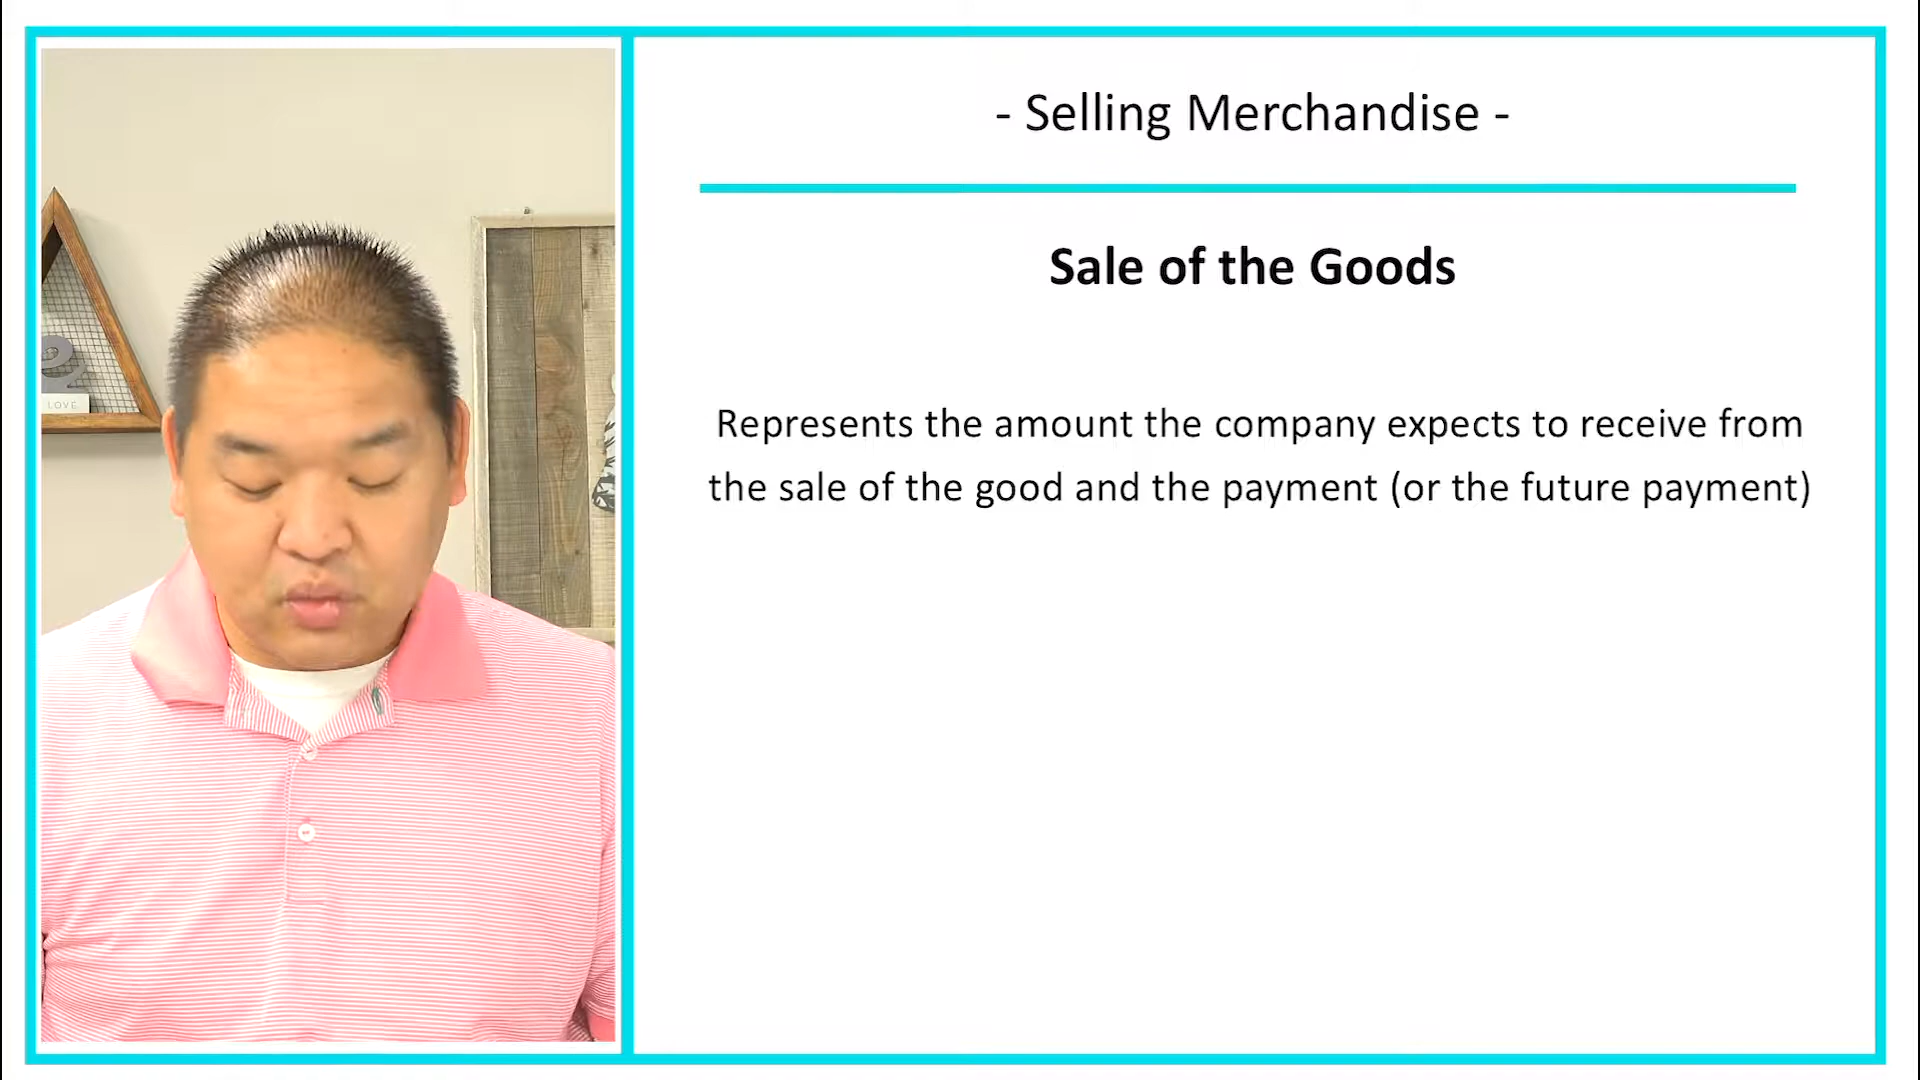 - Selling Merchandise -
Sale of the Goods
Represents the amount the company expects to receive from
the sale of the good and the payment (or the future payment)
LOVE